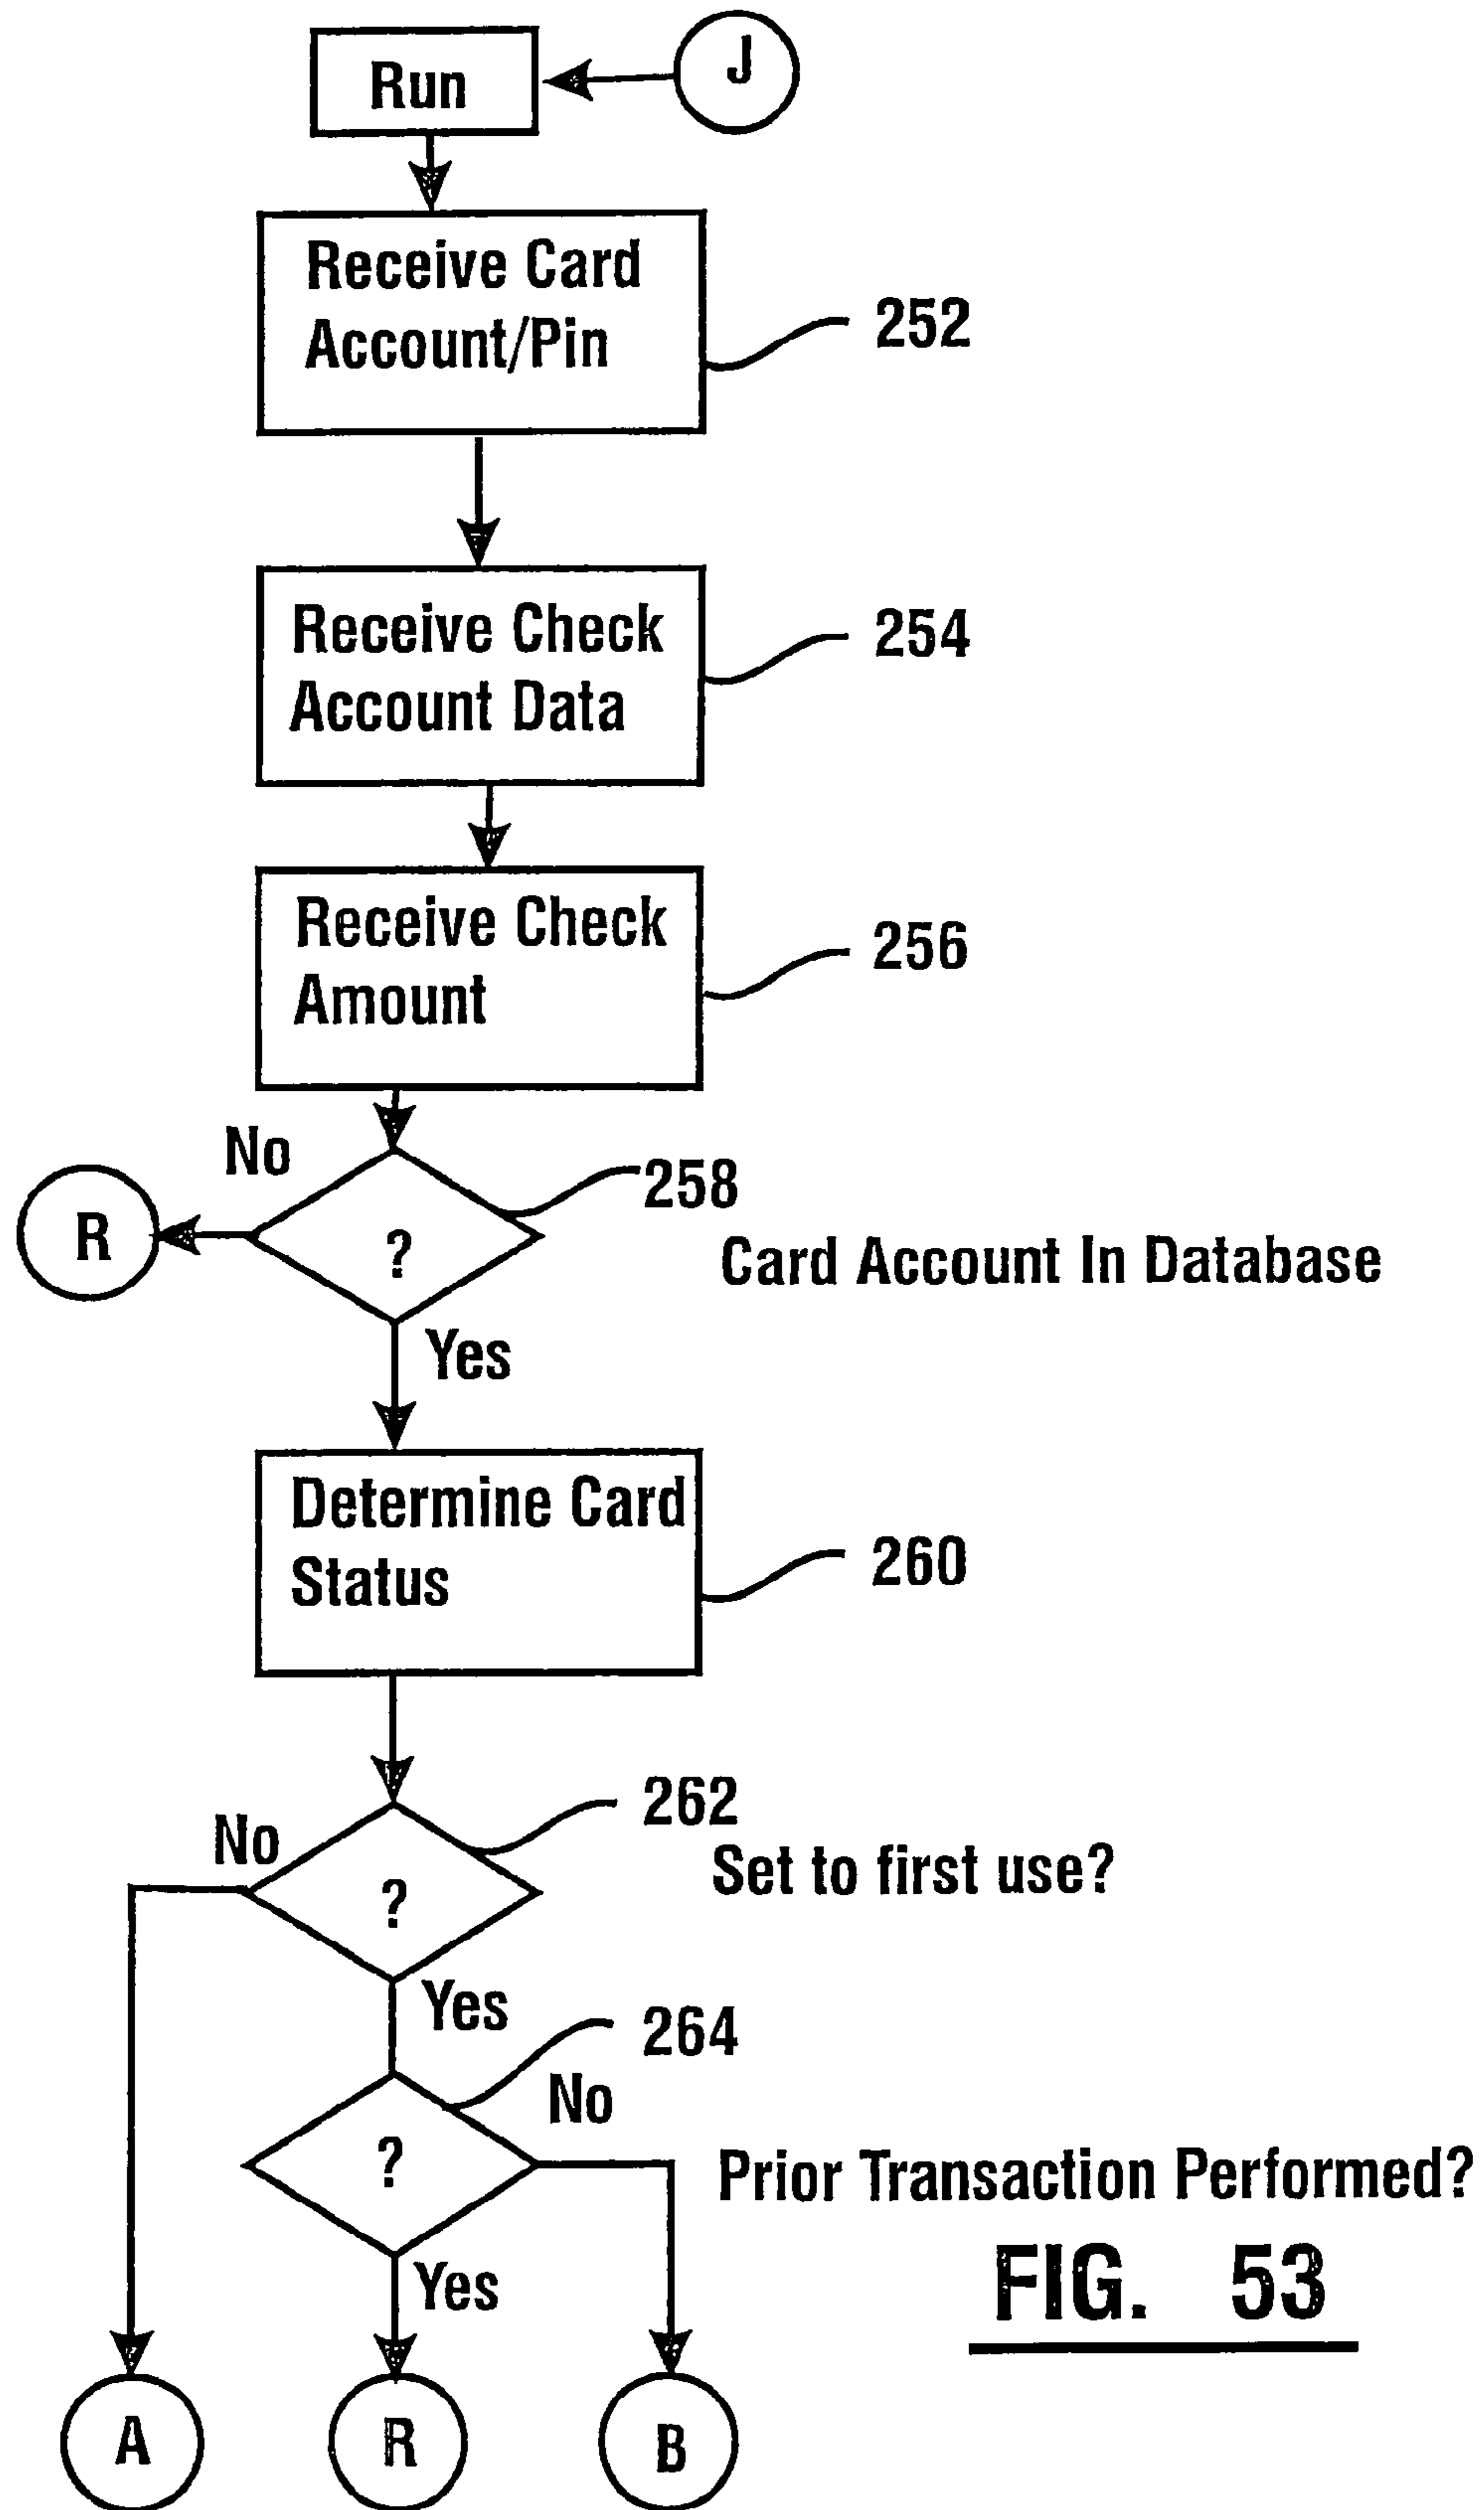 Run
J
Receive Card
Account/Pin
252
Receive Check
Account Data
254
Receive Check
Amount
256
No
258
R
?
Card Account In Database
Yes
Determine Card
Status
260
No
262
?
Set to first use?
Yes
264
No
?
Prior Transaction Performed?
Yes
FIG. 53
A
R
B